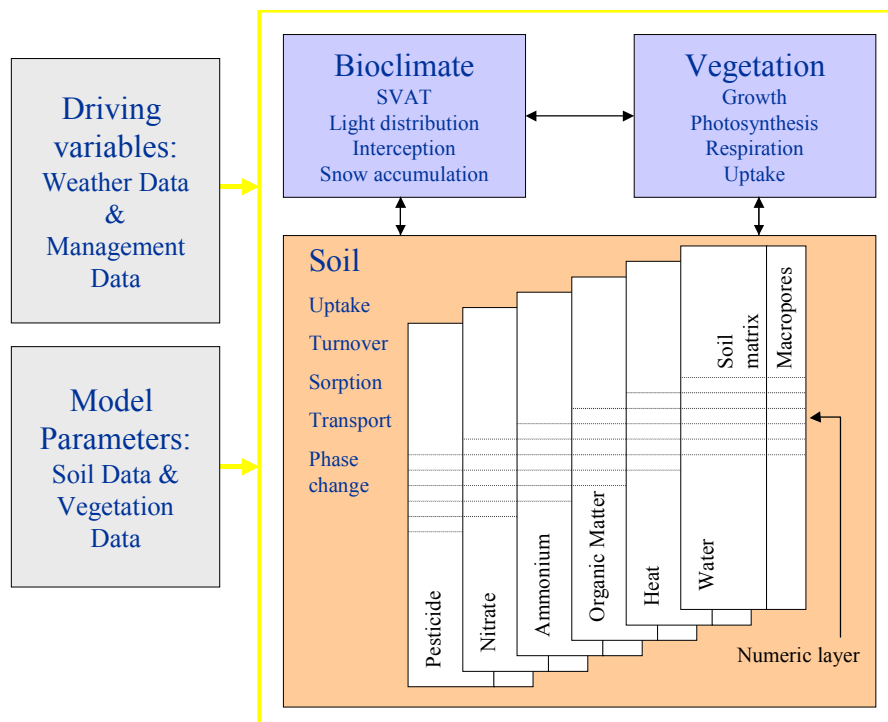 Driving
variables:
Weather Data
&
Management
Data
Model
Parameters:
Soil Data &
Vegetation
Data
Bioclimate
SVAT
Light distribution
Interception
Snow accumulation
Vegetation
Growth
Photosynthesis
Respiration
Uptake
Soil
Uptake
Turnover
Sorption
Transport
Phase
change
Pesticide
Nitrate
Ammonium
Organic Matter
Heat
Water
Soil
matrix
Macropores
Numeric layer